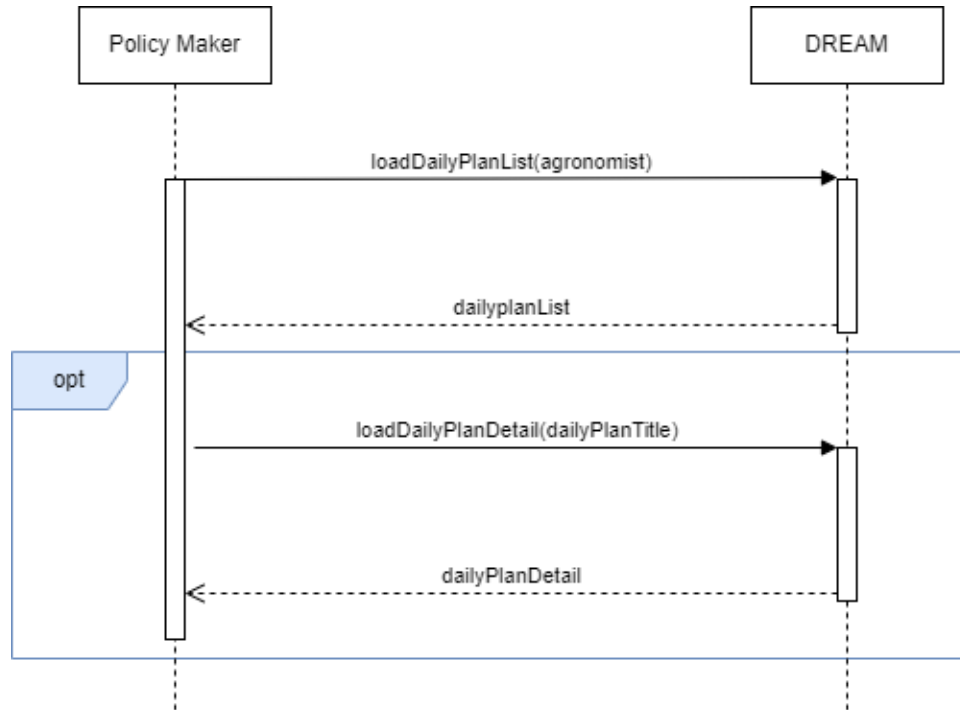 Policy Maker
DREAM
loadDailyPlanList(agronomist)
dailyplanList
opt
loadDailyPlanDetail(dailyPlanTitle)
dailyPlanDetail